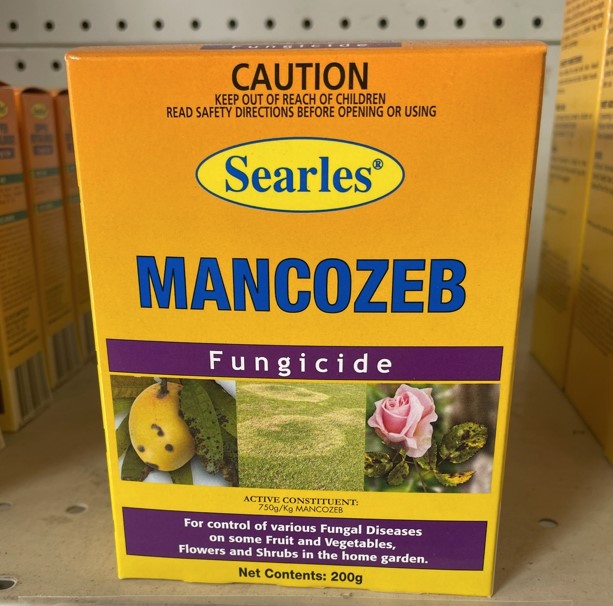 Fungicide
CAUTION
KEEP OUT OF REACH OF CHILDREN
READ SAFETY DIRECTIONS BEFORE OPENING OR USING
Searles®
MANCOZEB
Fungicide
ACTIVE CONSTITUENT:
750g/Kg MANCOZEB
For control of various Fungal Diseases
on some Fruit and Vegetables,
Flowers and Shrubs in the home garden.
Net Contents: 200g